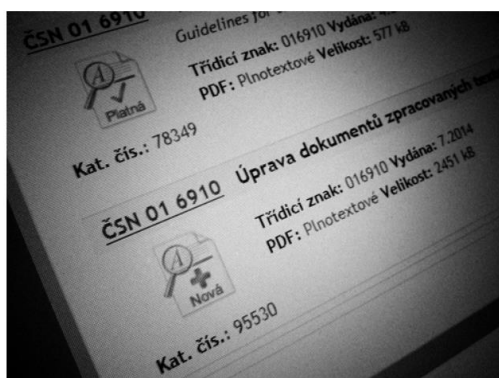 ČSN 01 6910
Guidelines for
Třídicí znak: 016910 Vydána:
PDF: Plnotextové Velikost: 577 kB
Platná
Kat. čís.: 78349
ČSN 01 6910 Úprava dokumentů zpracovaných
Třídicí znak: 016910 Vydána: 7.2014
PDF: Plnotextové Velikost: 2451 kB
Nová
Kat. čís.: 95530